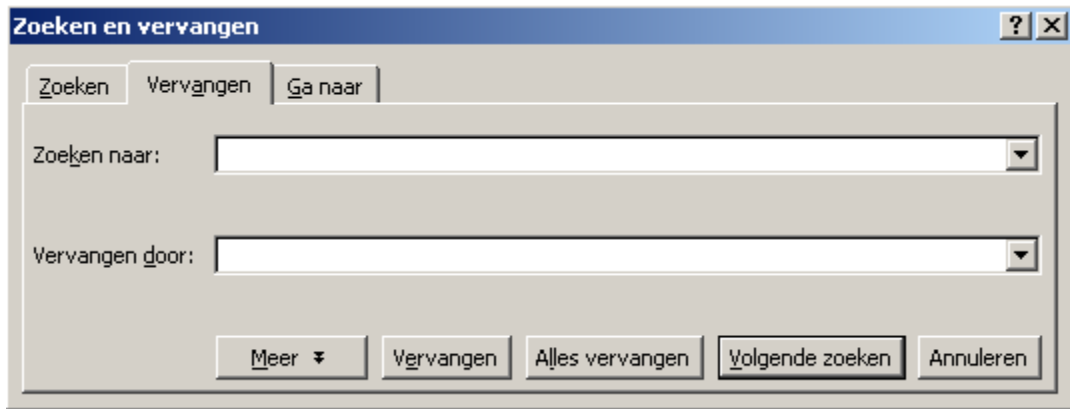 Zoeken en vervangen
Zoeken Vervangen Ga naar
Zoeken naar:
Vervangen door:
Meer Vervangen Alles vervangen Volgende zoeken Annuleren